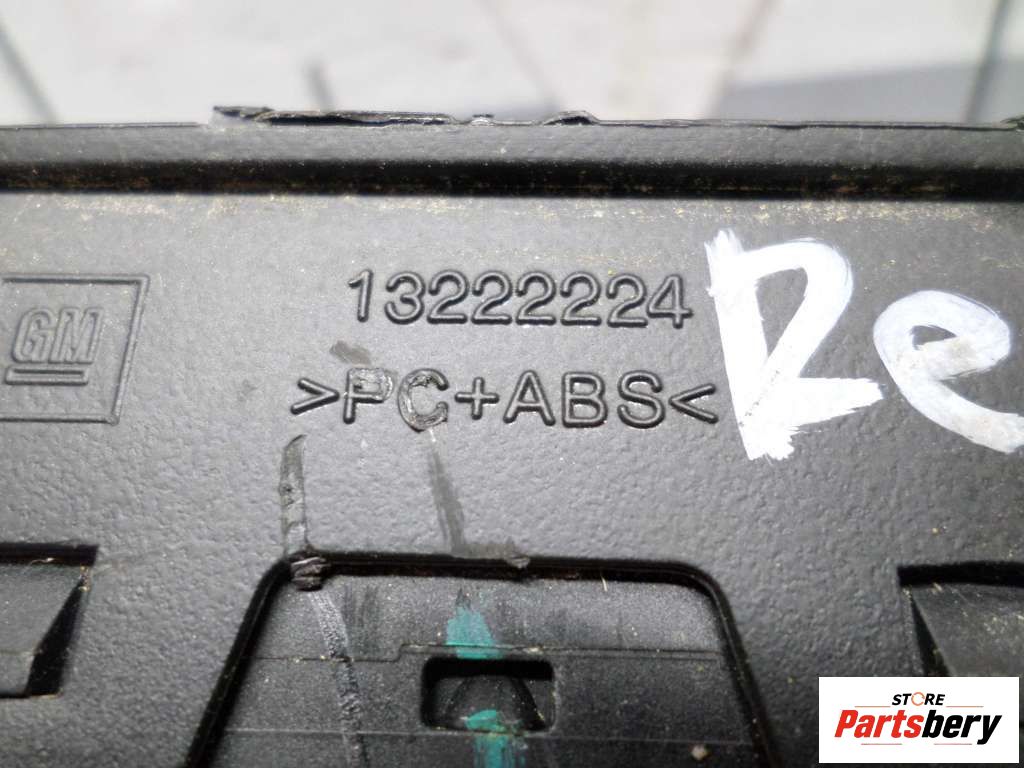 13222224
GM
>PC+ABS<
Re
STORE
Partsbery